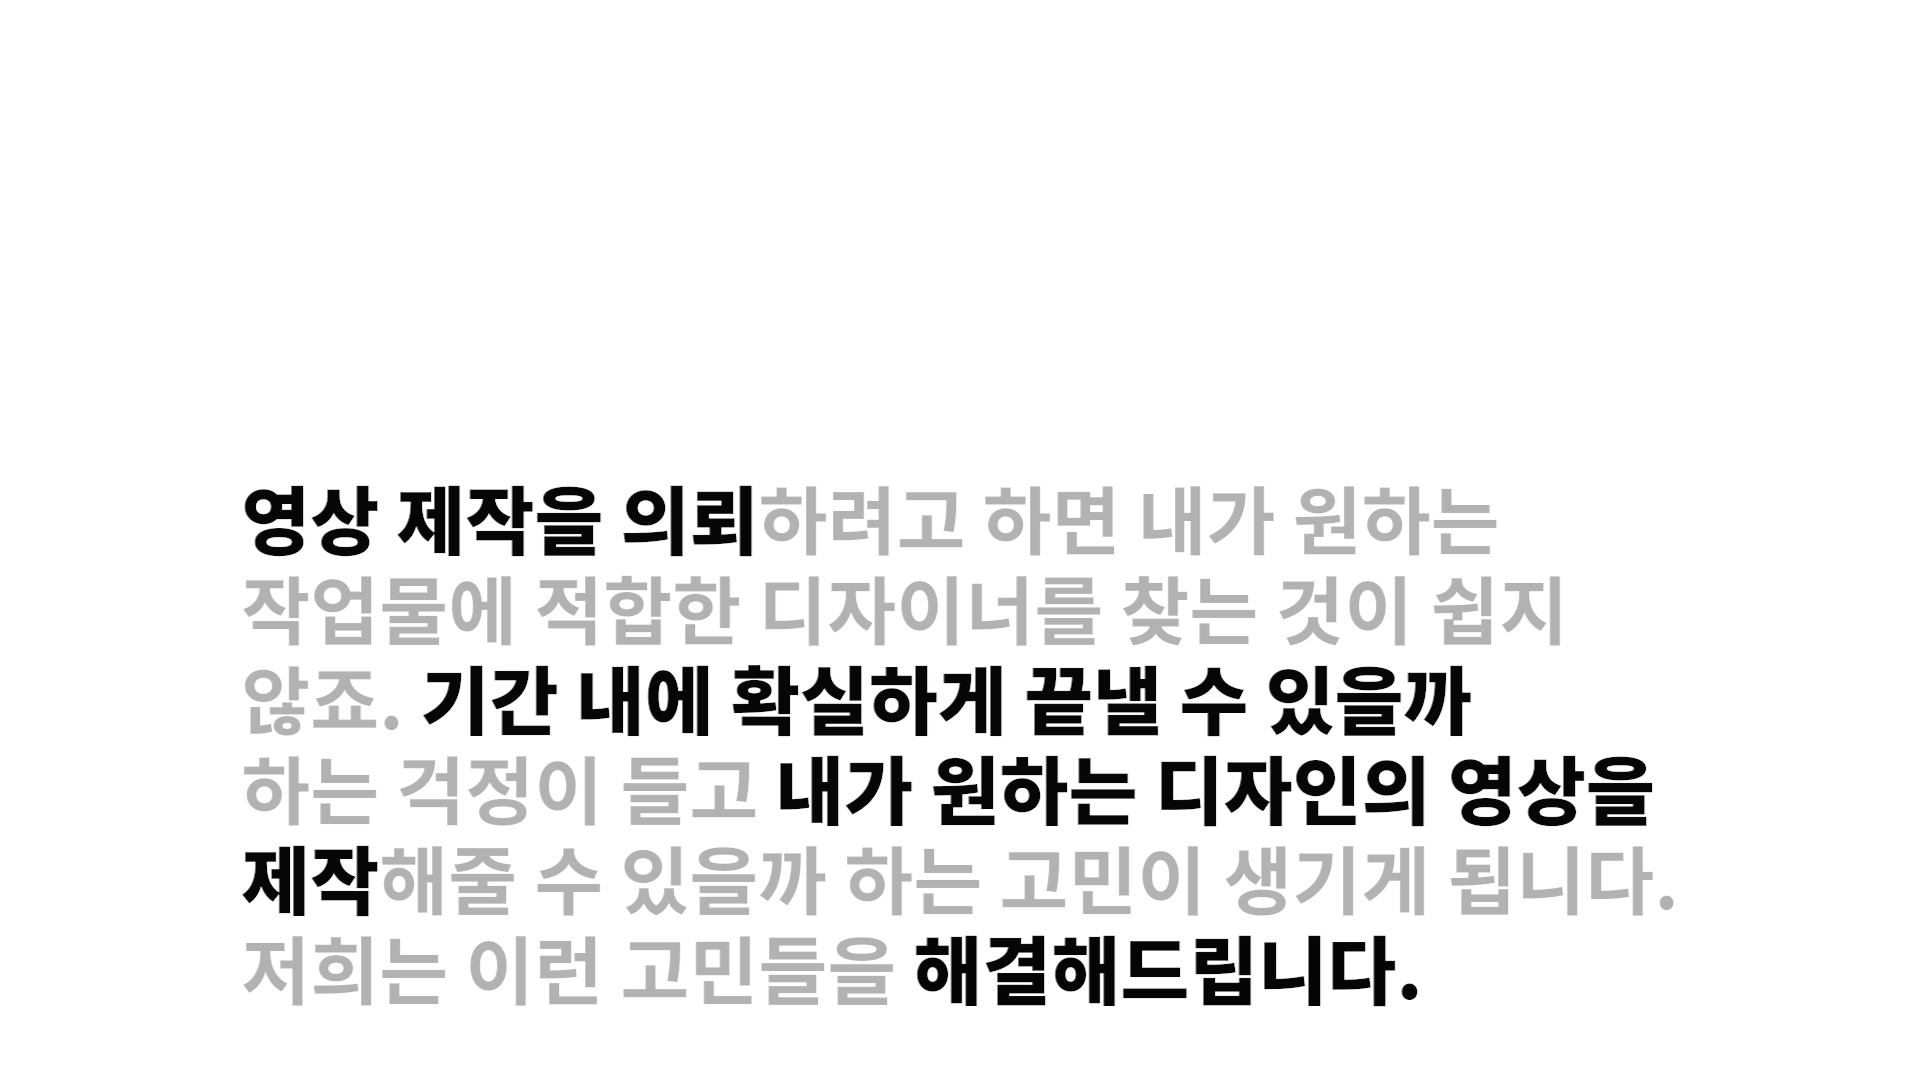 영상 제작을 의뢰하려고 하면 내가 원하는
작업물에 적합한 디자이너를 찾는 것이 쉽지
않죠. 기간 내에 확실하게 끝낼 수 있을까
하는 걱정이 들고 내가 원하는 디자인의 영상을
제작해줄 수 있을까 하는 고민이 생기게 됩니다.
저희는 이런 고민들을 해결해드립니다.